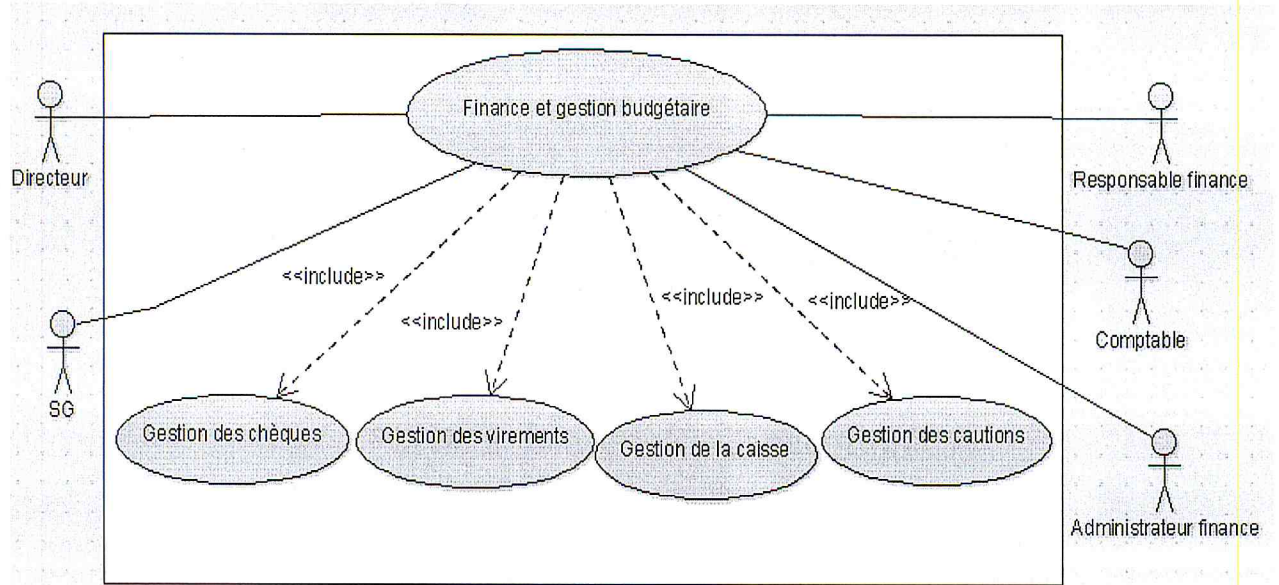 Finance et gestion budgétaire
Directeur
Responsable finance
<<include>>
<<include>>
<<include>>
<<include>>
SG
Comptable
Gestion des chèques
Gestion des virements
Gestion de la caisse
Gestion des cautions
Administrateur finance